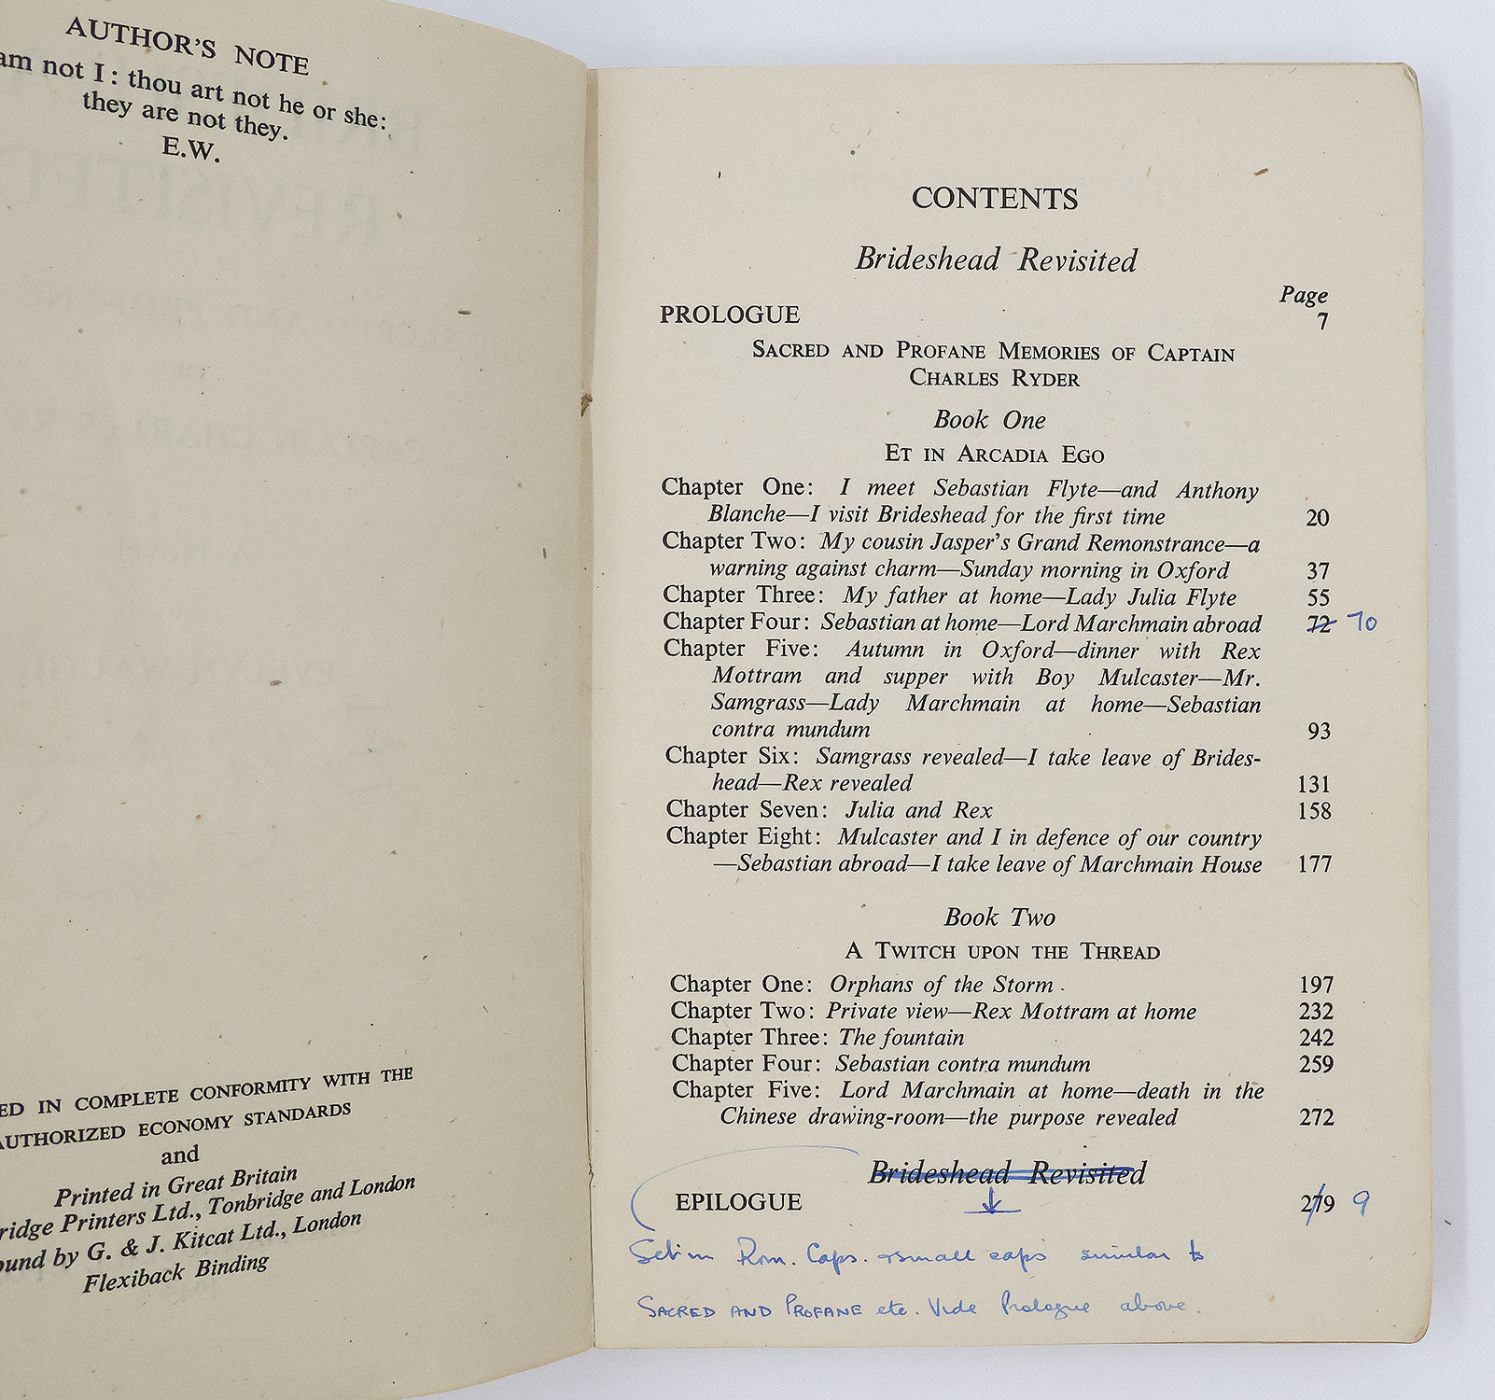 AUTHOR'S NOTE
am not I: thou art not he or she:
they are not they.
E.W.
ED IN COMPLETE CONFORMITY WITH THE
AUTHORIZED ECONOMY STANDARDS
and
Printed in Great Britain
ridge Printers Ltd., Tonbridge and London
ound by G. & J. Kitcat Ltd., London
Flexiback Binding
CONTENTS
Brideshead Revisited
Page
PROLOGUE 7
SACRED AND PROFANE MEMORIES OF CAPTAIN
CHARLES RYDER
Book One
ET IN ARCADIA EGO
Chapter One: I meet Sebastian Flyte—and Anthony
Blanche—I visit Brideshead for the first time 20
Chapter Two: My cousin Jasper's Grand Remonstrance—a
warning against charm—Sunday morning in Oxford 37
Chapter Three: My father at home—Lady Julia Flyte 55
Chapter Four: Sebastian at home—Lord Marchmain abroad 72 70
Chapter Five: Autumn in Oxford—dinner with Rex
Mottram and supper with Boy Mulcaster—Mr.
Samgrass—Lady Marchmain at home—Sebastian
contra mundum 93
Chapter Six: Samgrass revealed—I take leave of Brides-
head—Rex revealed 131
Chapter Seven: Julia and Rex 158
Chapter Eight: Mulcaster and I in defence of our country
—Sebastian abroad—I take leave of Marchmain House 177
Book Two
A TWITCH UPON THE THREAD
Chapter One: Orphans of the Storm 197
Chapter Two: Private view—Rex Mottram at home 232
Chapter Three: The fountain 242
Chapter Four: Sebastian contra mundum 259
Chapter Five: Lord Marchmain at home—death in the
Chinese drawing-room—the purpose revealed 272
Brideshead Revisited
EPILOGUE 279 9
Set in Rom. Caps. + small caps similar to
SACRED AND PROFANE etc. Vide Prologue above.